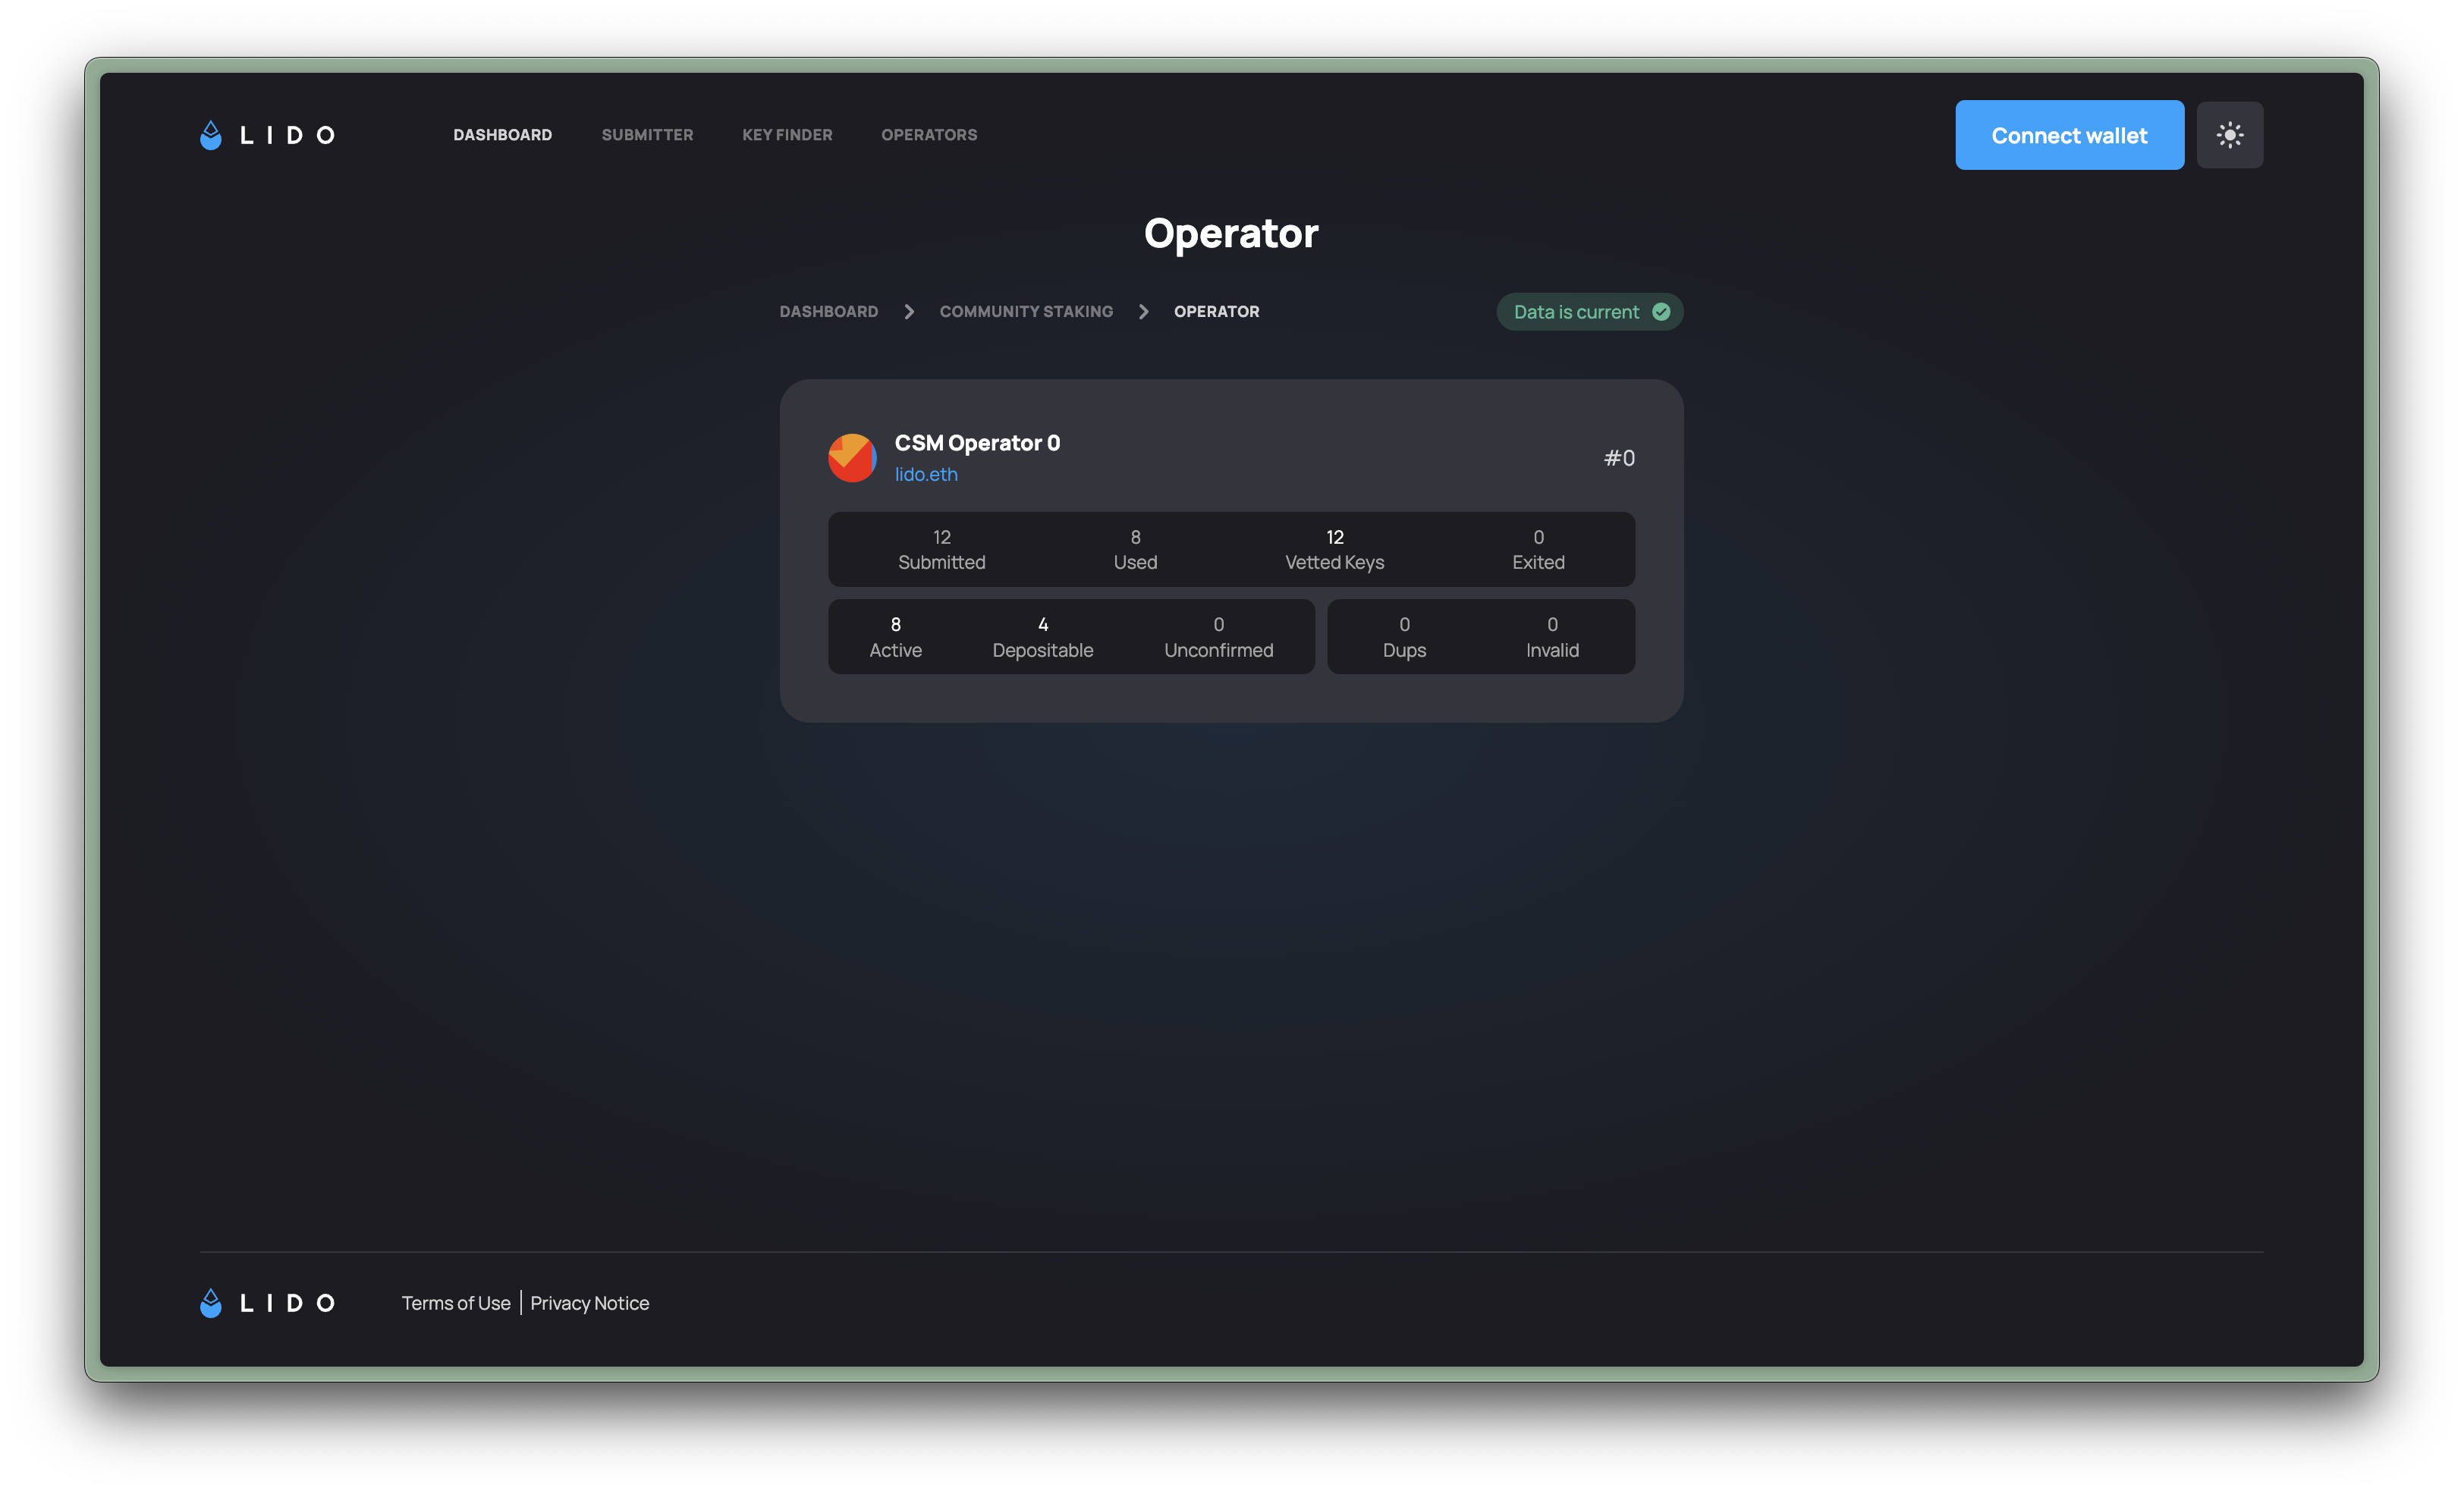 LIDO DASHBOARD SUBMITTER KEY FINDER OPERATORS Connect wallet
Operator
DASHBOARD COMMUNITY STAKING OPERATOR Data is current
CSM Operator 0
lido.eth
#0
12 8 12 0
Submitted Used Vetted Keys Exited
8 4 0 0 0
Active Depositable Unconfirmed Dups Invalid
LIDO Terms of Use | Privacy Notice